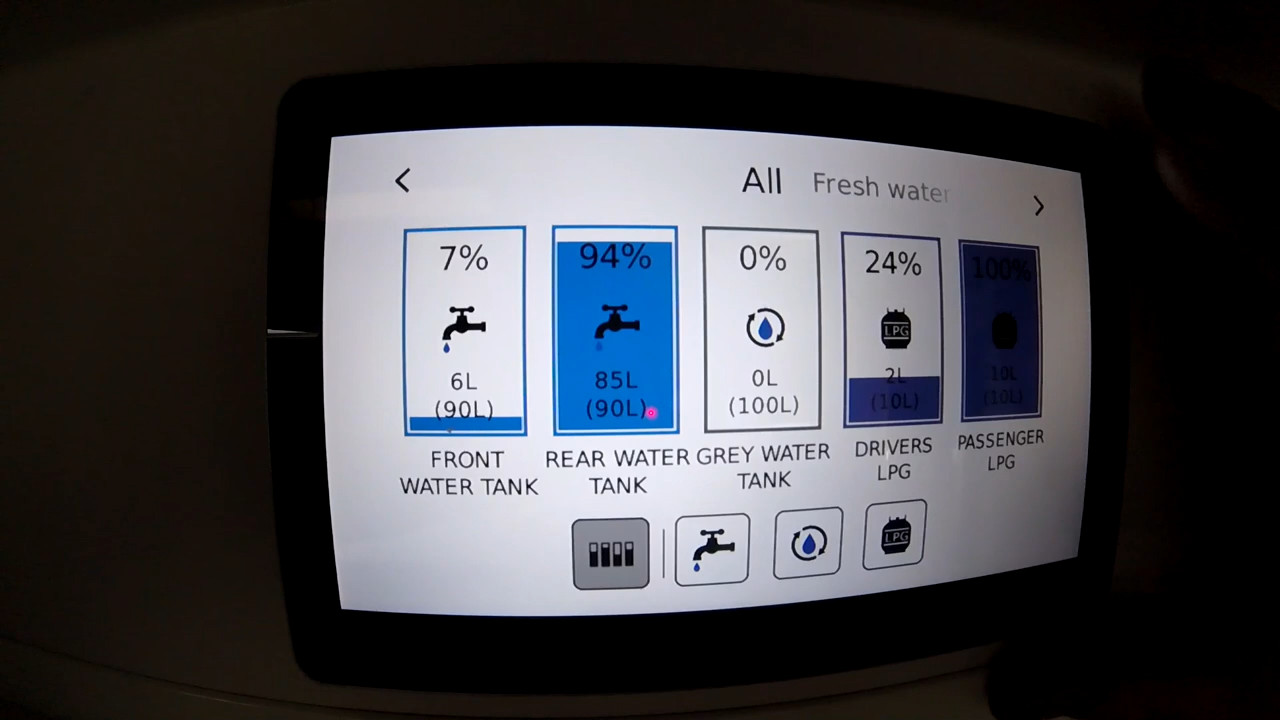 All Fresh water
7% 94% 0% 24% 100%
LPG
6L 85L 0L 2L 10L
(90L) (90L) (100L) (10L) (10L)
FRONT WATER TANK
REAR WATER TANK
GREY WATER TANK
DRIVERS LPG
PASSENGER LPG
LPG